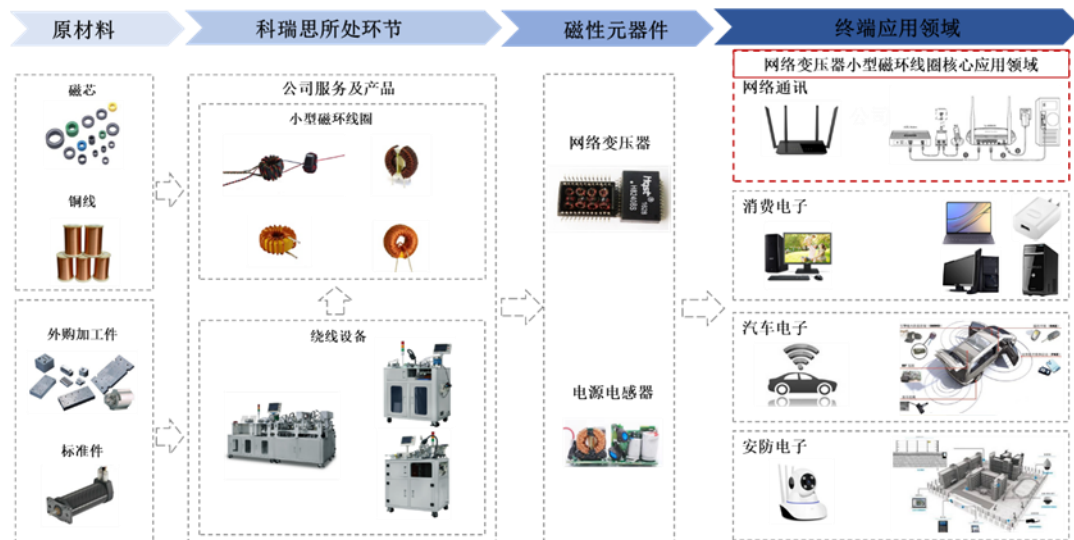 原材料
科瑞思所处环节
磁性元器件
终端应用领域
磁芯
铜线
外购加工件
标准件
公司服务及产品
小型磁环线圈
绕线设备
网络变压器
Hqst
电源电感器
网络变压器小型磁环线圈核心应用领域
网络通讯
消费电子
汽车电子
安防电子